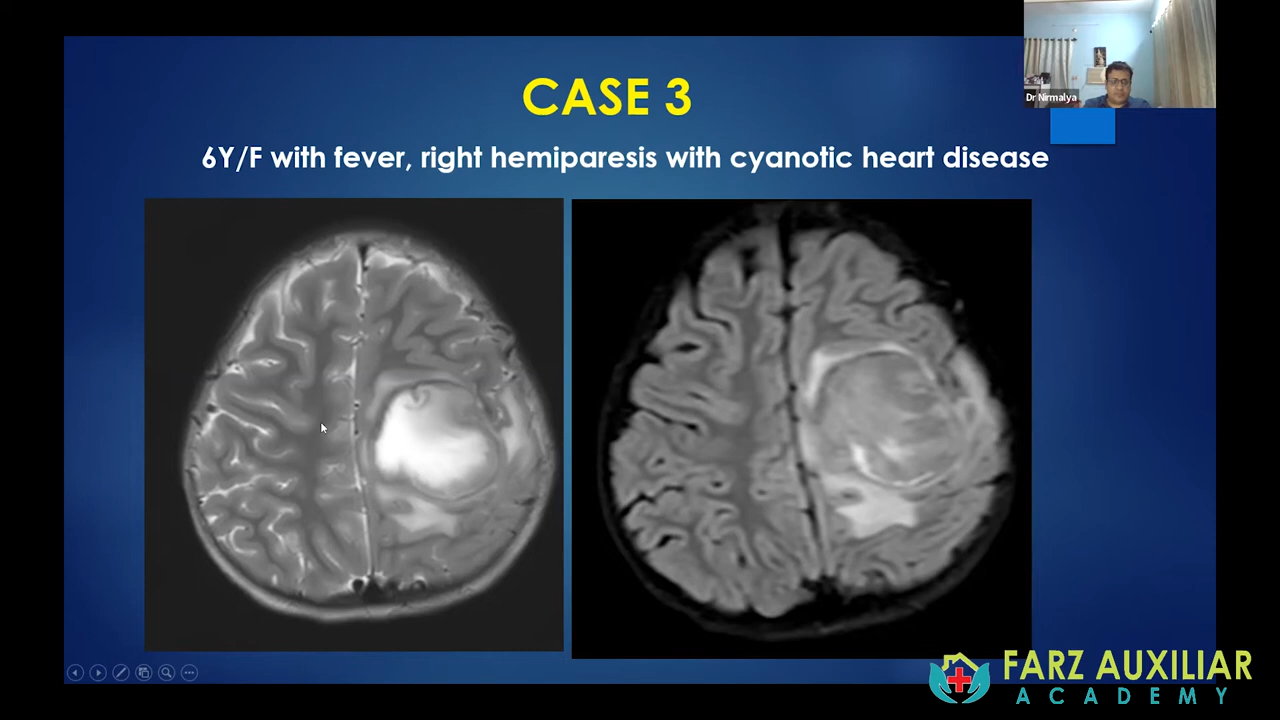 CASE 3
Dr Nirmalya
6Y/F with fever, right hemiparesis with cyanotic heart disease
FARZ AUXILIAR
ACADEMY